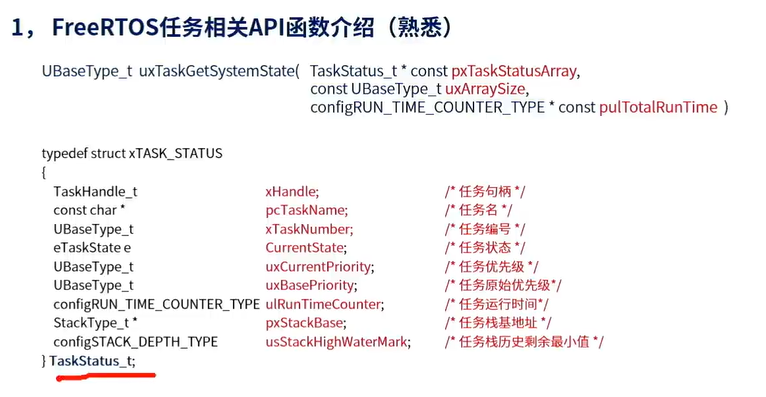 1， FreeRTOS任务相关API函数介绍（熟悉）
UBaseType_t uxTaskGetSystemState( TaskStatus_t * const pxTaskStatusArray,
const UBaseType_t uxArraySize,
configRUN_TIME_COUNTER_TYPE * const pulTotalRunTime )
typedef struct xTASK_STATUS
{
TaskHandle_t xHandle; /* 任务句柄 */
const char * pcTaskName; /* 任务名 */
UBaseType_t xTaskNumber; /* 任务编号 */
eTaskState e CurrentState; /* 任务状态 */
UBaseType_t uxCurrentPriority; /* 任务优先级 */
UBaseType_t uxBasePriority; /* 任务原始优先级*/
configRUN_TIME_COUNTER_TYPE ulRunTimeCounter; /* 任务运行时间*/
StackType_t * pxStackBase; /* 任务栈基地址 */
configSTACK_DEPTH_TYPE usStackHighWaterMark; /* 任务栈历史剩余最小值 */
} TaskStatus_t;